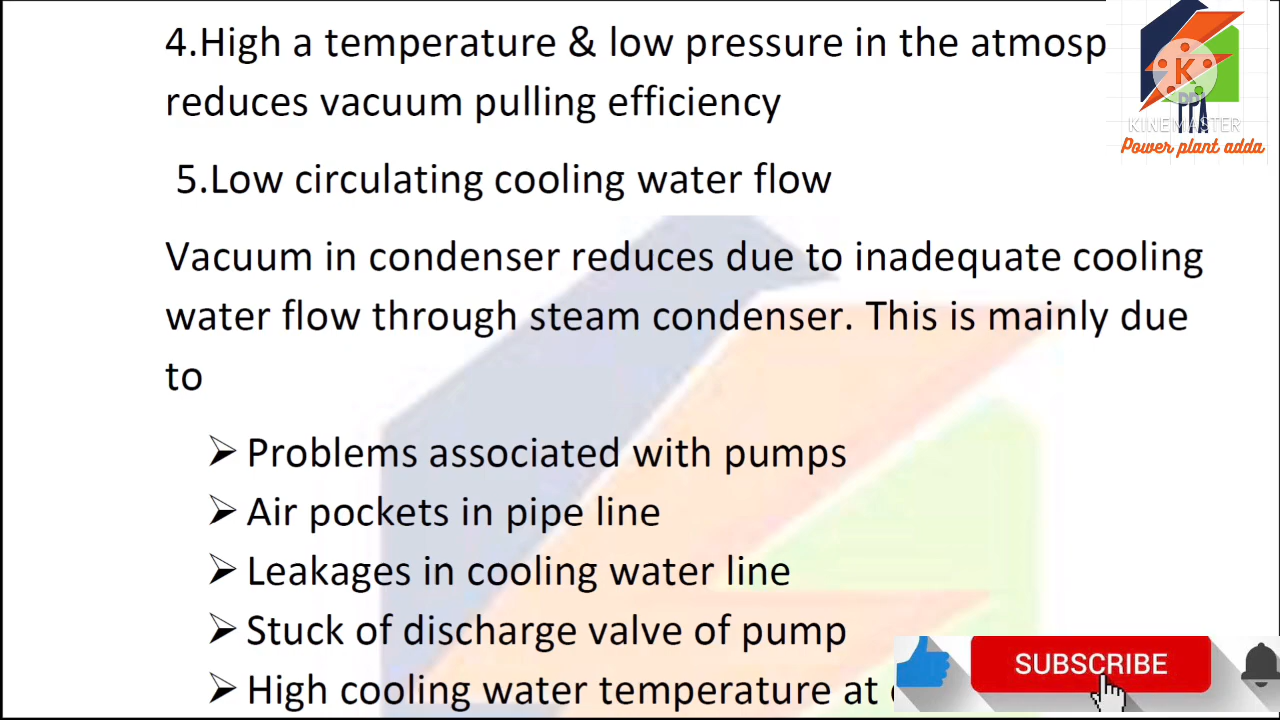 4.High a temperature & low pressure in the atmosp
reduces vacuum pulling efficiency
5.Low circulating cooling water flow
Vacuum in condenser reduces due to inadequate cooling
water flow through steam condenser. This is mainly due
to
➢ Problems associated with pumps
➢ Air pockets in pipe line
➢ Leakages in cooling water line
➢ Stuck of discharge valve of pump
➢ High cooling water temperature at
K
KINEMASTER
Power plant adda
SUBSCRIBE